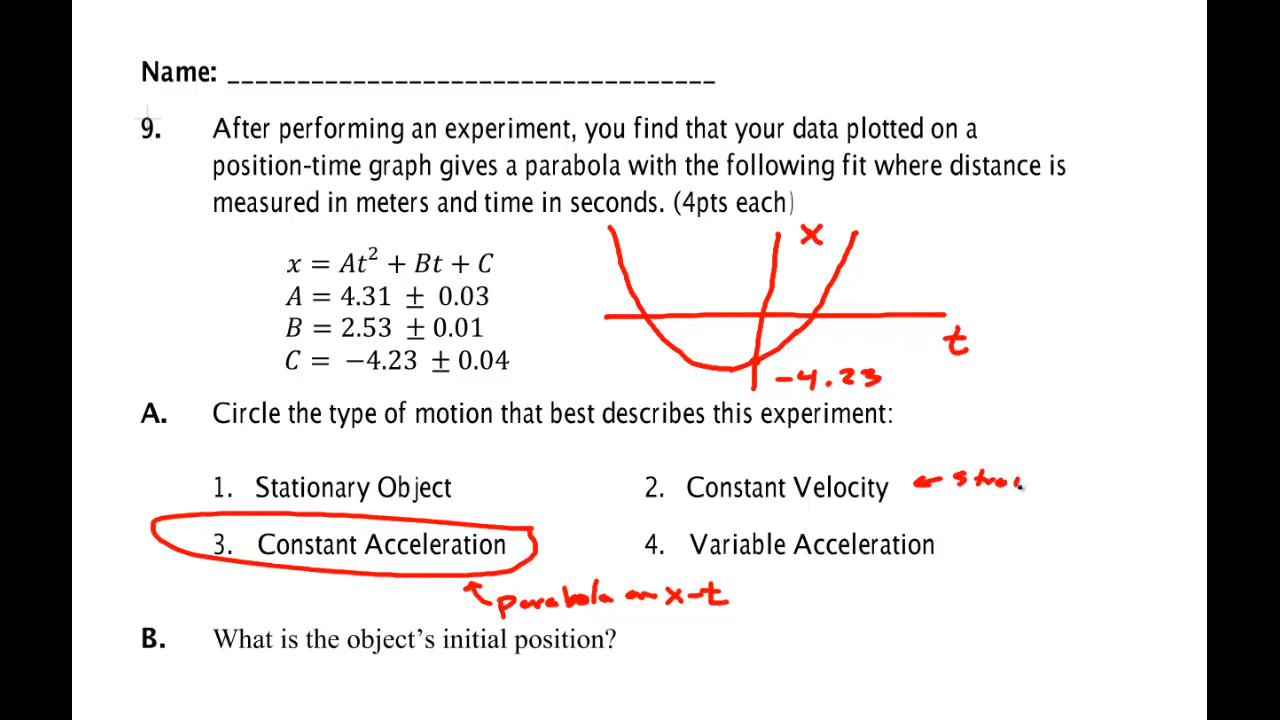 Name: ___________________________________
9. After performing an experiment, you find that your data plotted on a
position-time graph gives a parabola with the following fit where distance is
measured in meters and time in seconds. (4pts each)
x
x = At² + Bt + C
A = 4.31 ± 0.03
B = 2.53 ± 0.01
t
C = −4.23 ± 0.04
-4.23
A. Circle the type of motion that best describes this experiment:
1. Stationary Object 2. Constant Velocity ←
3. Constant Acceleration 4. Variable Acceleration
parabola on x-t
B. What is the object’s initial position?